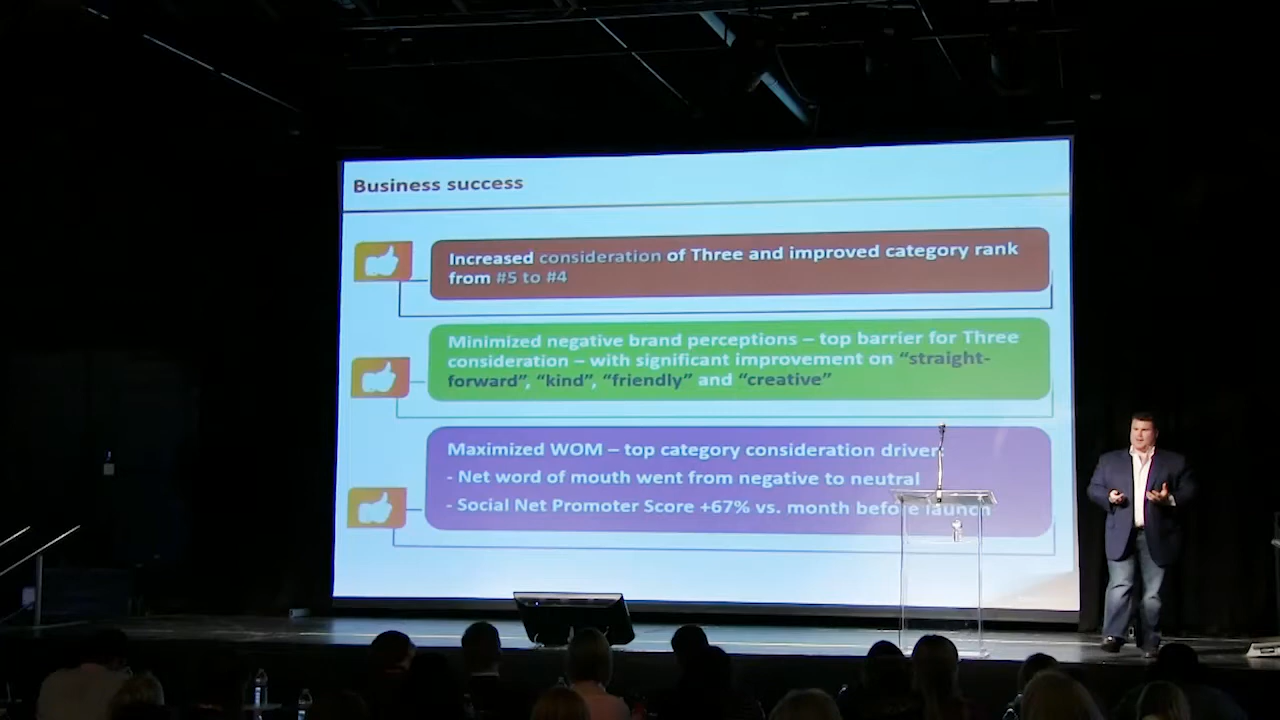 Business success
Increased consideration of Three and improved category rank
from #5 to #4
Minimized negative brand perceptions – top barrier for Three
consideration – with significant improvement on “straight-
forward”, “kind”, “friendly” and “creative”
Maximized WOM – top category consideration driver
- Net word of mouth went from negative to neutral
- Social Net Promoter Score +67% vs. month before launch